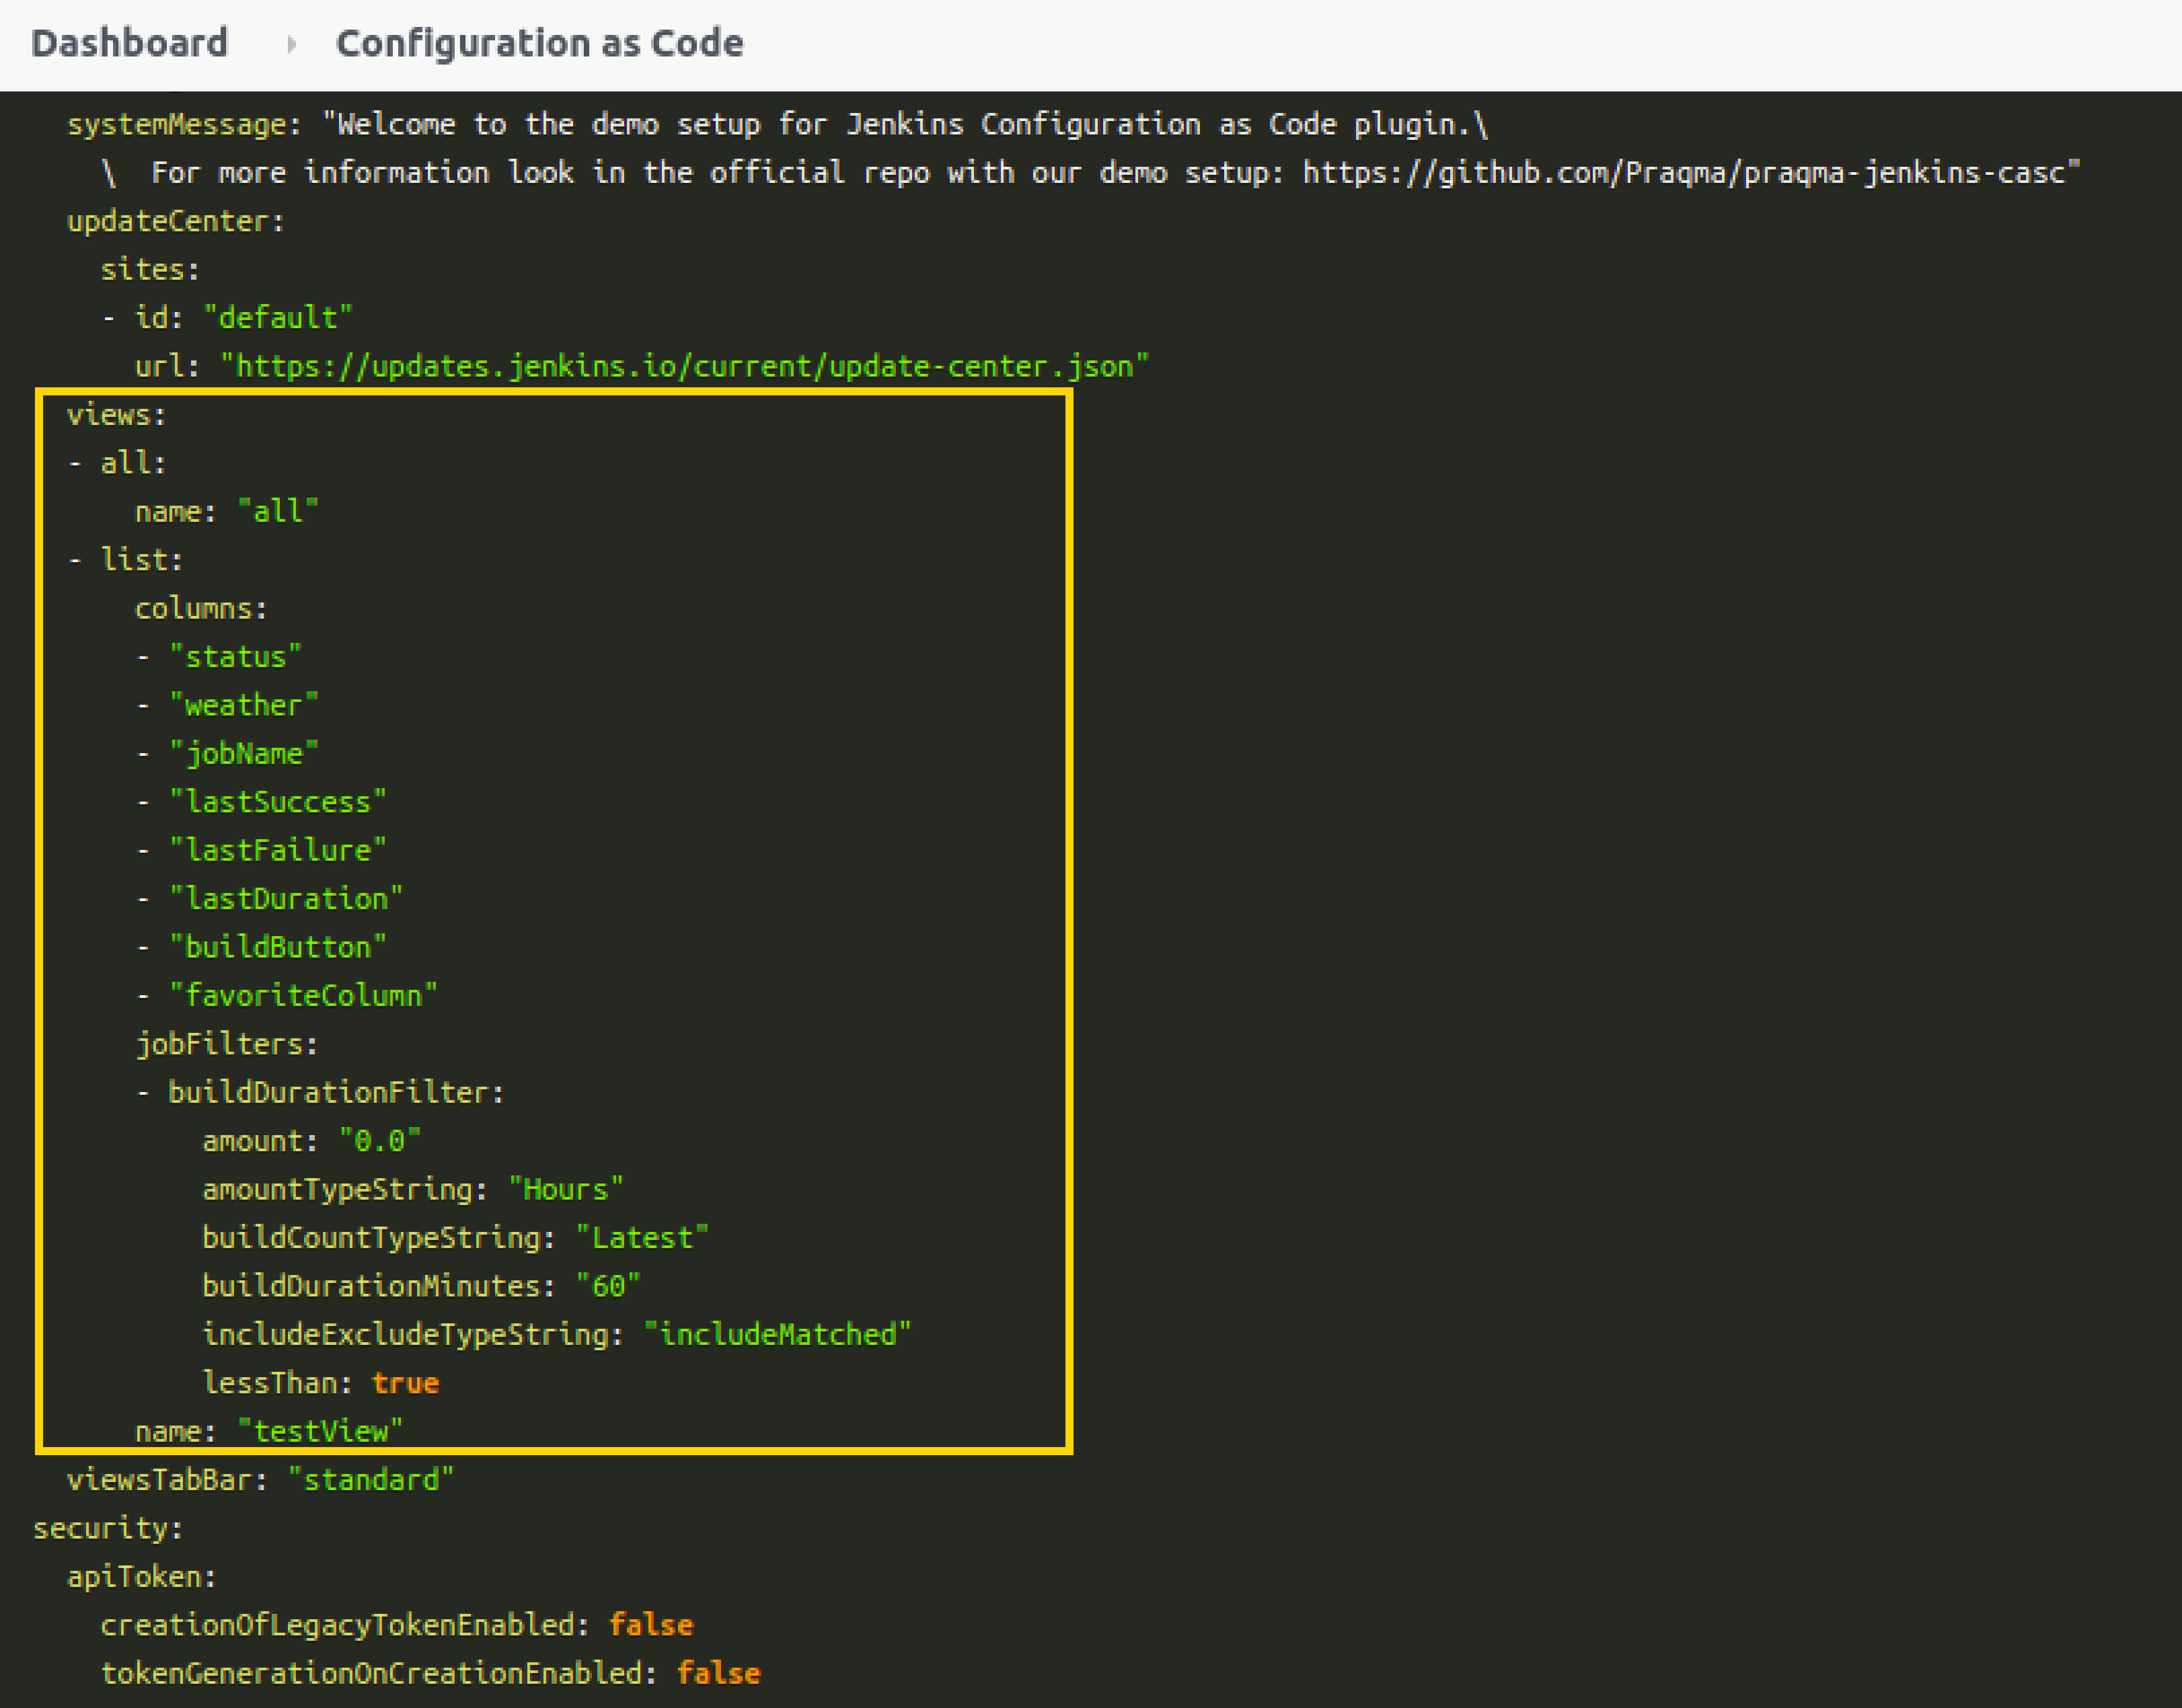 Dashboard Configuration as Code
systemMessage: "Welcome to the demo setup for Jenkins Configuration as Code plugin.\
\  For more information look in the official repo with our demo setup: https://github.com/Praqma/praqma-jenkins-casc"
updateCenter:
sites:
- id: "default"
url: "https://updates.jenkins.io/current/update-center.json"
views:
- all:
name: "all"
- list:
columns:
- "status"
- "weather"
- "jobName"
- "lastSuccess"
- "lastFailure"
- "lastDuration"
- "buildButton"
- "favoriteColumn"
jobFilters:
- buildDurationFilter:
amount: "0.0"
amountTypeString: "Hours"
buildCountTypeString: "Latest"
buildDurationMinutes: "60"
includeExcludeTypeString: "includeMatched"
lessThan: true
name: "testView"
viewsTabBar: "standard"
security:
apiToken:
creationOfLegacyTokenEnabled: false
tokenGenerationOnCreationEnabled: false